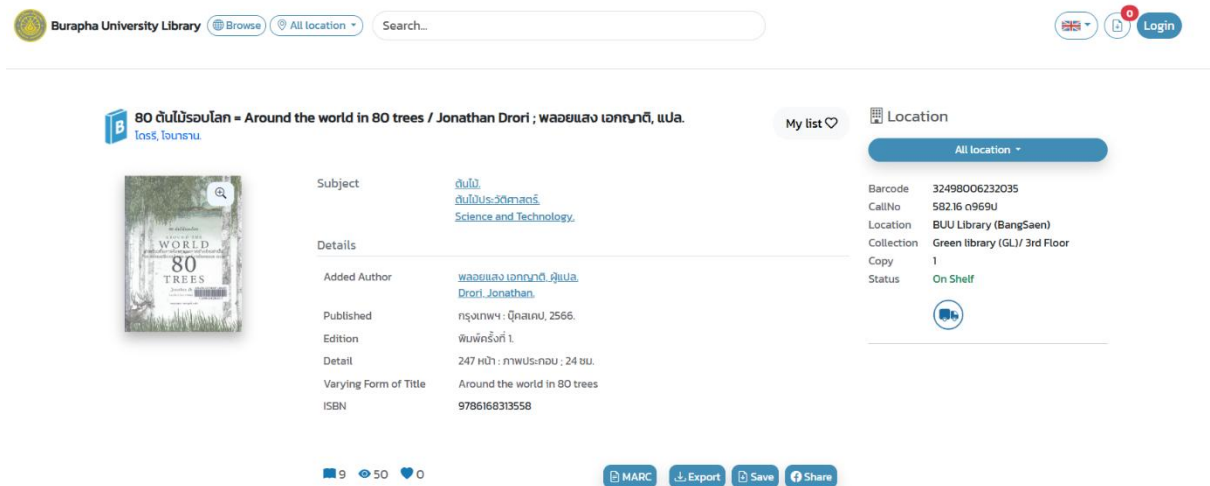 Burapha University Library Browse All location Search... 0 Login
80 ต้นไม้รอบโลก = Around the world in 80 trees / Jonathan Drori ; พลอยแสง เอกญาติ, แปล.
โดรรี, โจนาธาน.
My list
B
AROUND THE
WORLD
80
TREES
Subject ต้นไม้.
ต้นไม้ประวัติศาสตร์.
Science and Technology.
Details
Added Author พลอยแสง เอกญาติ, ผู้แปล.
Drori, Jonathan.
Published กรุงเทพฯ : บุ๊คสเคป, 2566.
Edition พิมพ์ครั้งที่ 1.
Detail 247 หน้า : ภาพประกอบ ; 24 ซม.
Varying Form of Title Around the world in 80 trees
ISBN 9786168313558
9 50 0
MARC Export Save Share
Location
All location
Barcode 32498006232035
CallNo 582.16 ด969ป
Location BUU Library (BangSaen)
Collection Green library (GL)/ 3rd Floor
Copy 1
Status On Shelf